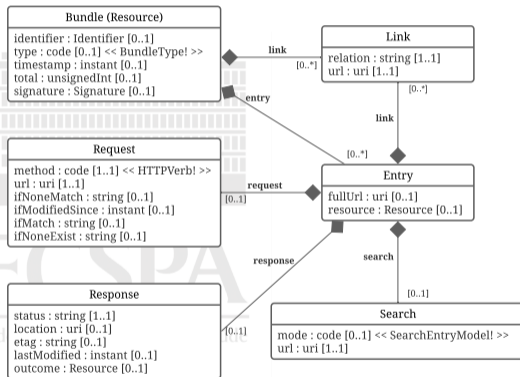 Bundle (Resource)
identifier : Identifier [0..1]
type : code [0..1] << BundleType! >>
timestamp : instant [0..1]
total : unsignedInt [0..1]
signature : Signature [0..1]
link
[0..*]
Link
relation : string [1..1]
url : uri [1..1]
[0..*]
link
entry
[0..*]
Request
method : code [1..1] << HTTPVerb! >>
url : uri [1..1]
ifNoneMatch : string [0..1]
ifModifiedSince : instant [0..1]
ifMatch : string [0..1]
ifNoneExist : string [0..1]
request
[0..1]
Entry
fullUrl : uri [0..1]
resource : Resource [0..1]
response
[0..1]
search
[0..1]
Response
status : string [1..1]
location : uri [0..1]
etag : string [0..1]
lastModified : instant [0..1]
outcome : Resource [0..1]
Search
mode : code [0..1] << SearchEntryModel! >>
url : uri [1..1]